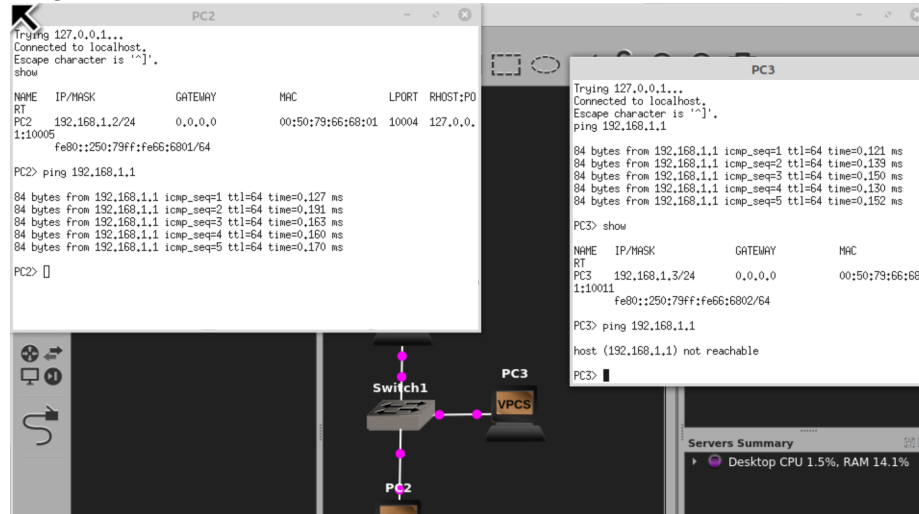 PC2
Trying 127.0.0.1...
Connected to localhost.
Escape character is '^]'.
show
NAME IP/MASK GATEWAY MAC LPORT RHOST:PO
RT
PC2 192.168.1.2/24 0.0.0.0 00:50:79:66:68:01 10004 127.0.0.
1:10005
fe80::250:79ff:fe66:6801/64
PC2> ping 192.168.1.1
84 bytes from 192.168.1.1 icmp_seq=1 ttl=64 time=0.127 ms
84 bytes from 192.168.1.1 icmp_seq=2 ttl=64 time=0.191 ms
84 bytes from 192.168.1.1 icmp_seq=3 ttl=64 time=0.163 ms
84 bytes from 192.168.1.1 icmp_seq=4 ttl=64 time=0.160 ms
84 bytes from 192.168.1.1 icmp_seq=5 ttl=64 time=0.170 ms
PC2>
PC3
Trying 127.0.0.1...
Connected to localhost.
Escape character is '^]'.
ping 192.168.1.1
84 bytes from 192.168.1.1 icmp_seq=1 ttl=64 time=0.121 ms
84 bytes from 192.168.1.1 icmp_seq=2 ttl=64 time=0.139 ms
84 bytes from 192.168.1.1 icmp_seq=3 ttl=64 time=0.150 ms
84 bytes from 192.168.1.1 icmp_seq=4 ttl=64 time=0.130 ms
84 bytes from 192.168.1.1 icmp_seq=5 ttl=64 time=0.152 ms
PC3> show
NAME IP/MASK GATEWAY MAC
RT
PC3 192.168.1.3/24 0.0.0.0 00:50:79:66:68
1:10011
fe80::250:79ff:fe66:6802/64
PC3> ping 192.168.1.1
host (192.168.1.1) not reachable
PC3>
PC3
Switch1
VPCS
PC2
Servers Summary
Desktop CPU 1.5%, RAM 14.1%